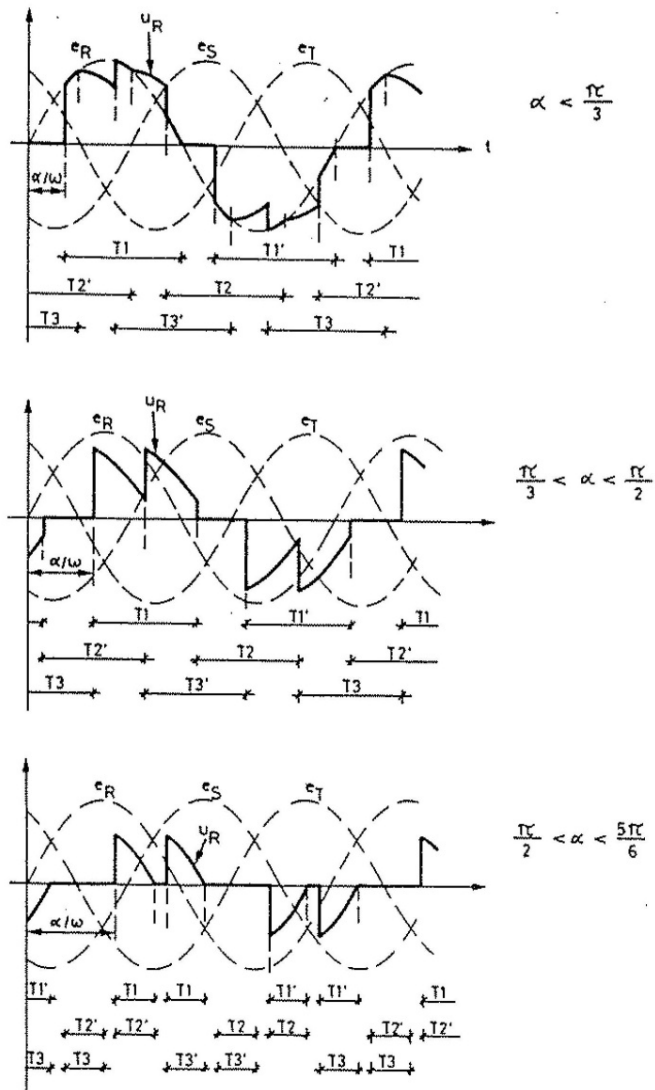 u_R
e_R e_S e_T
α < π/3
t
α/ω
T1 T1' T1
T2' T2 T2'
T3 T3' T3
u_R
e_R e_S e_T
π/3 < α < π/2
α/ω
T1 T1' T1
T2' T2 T2'
T3 T3' T3
e_R e_S e_T
π/2 < α < 5π/6
u_R
α/ω
T1' T1 T1 T1' T1' T1
T2' T2' T2 T2 T2' T2'
T3 T3 T3' T3' T3 T3